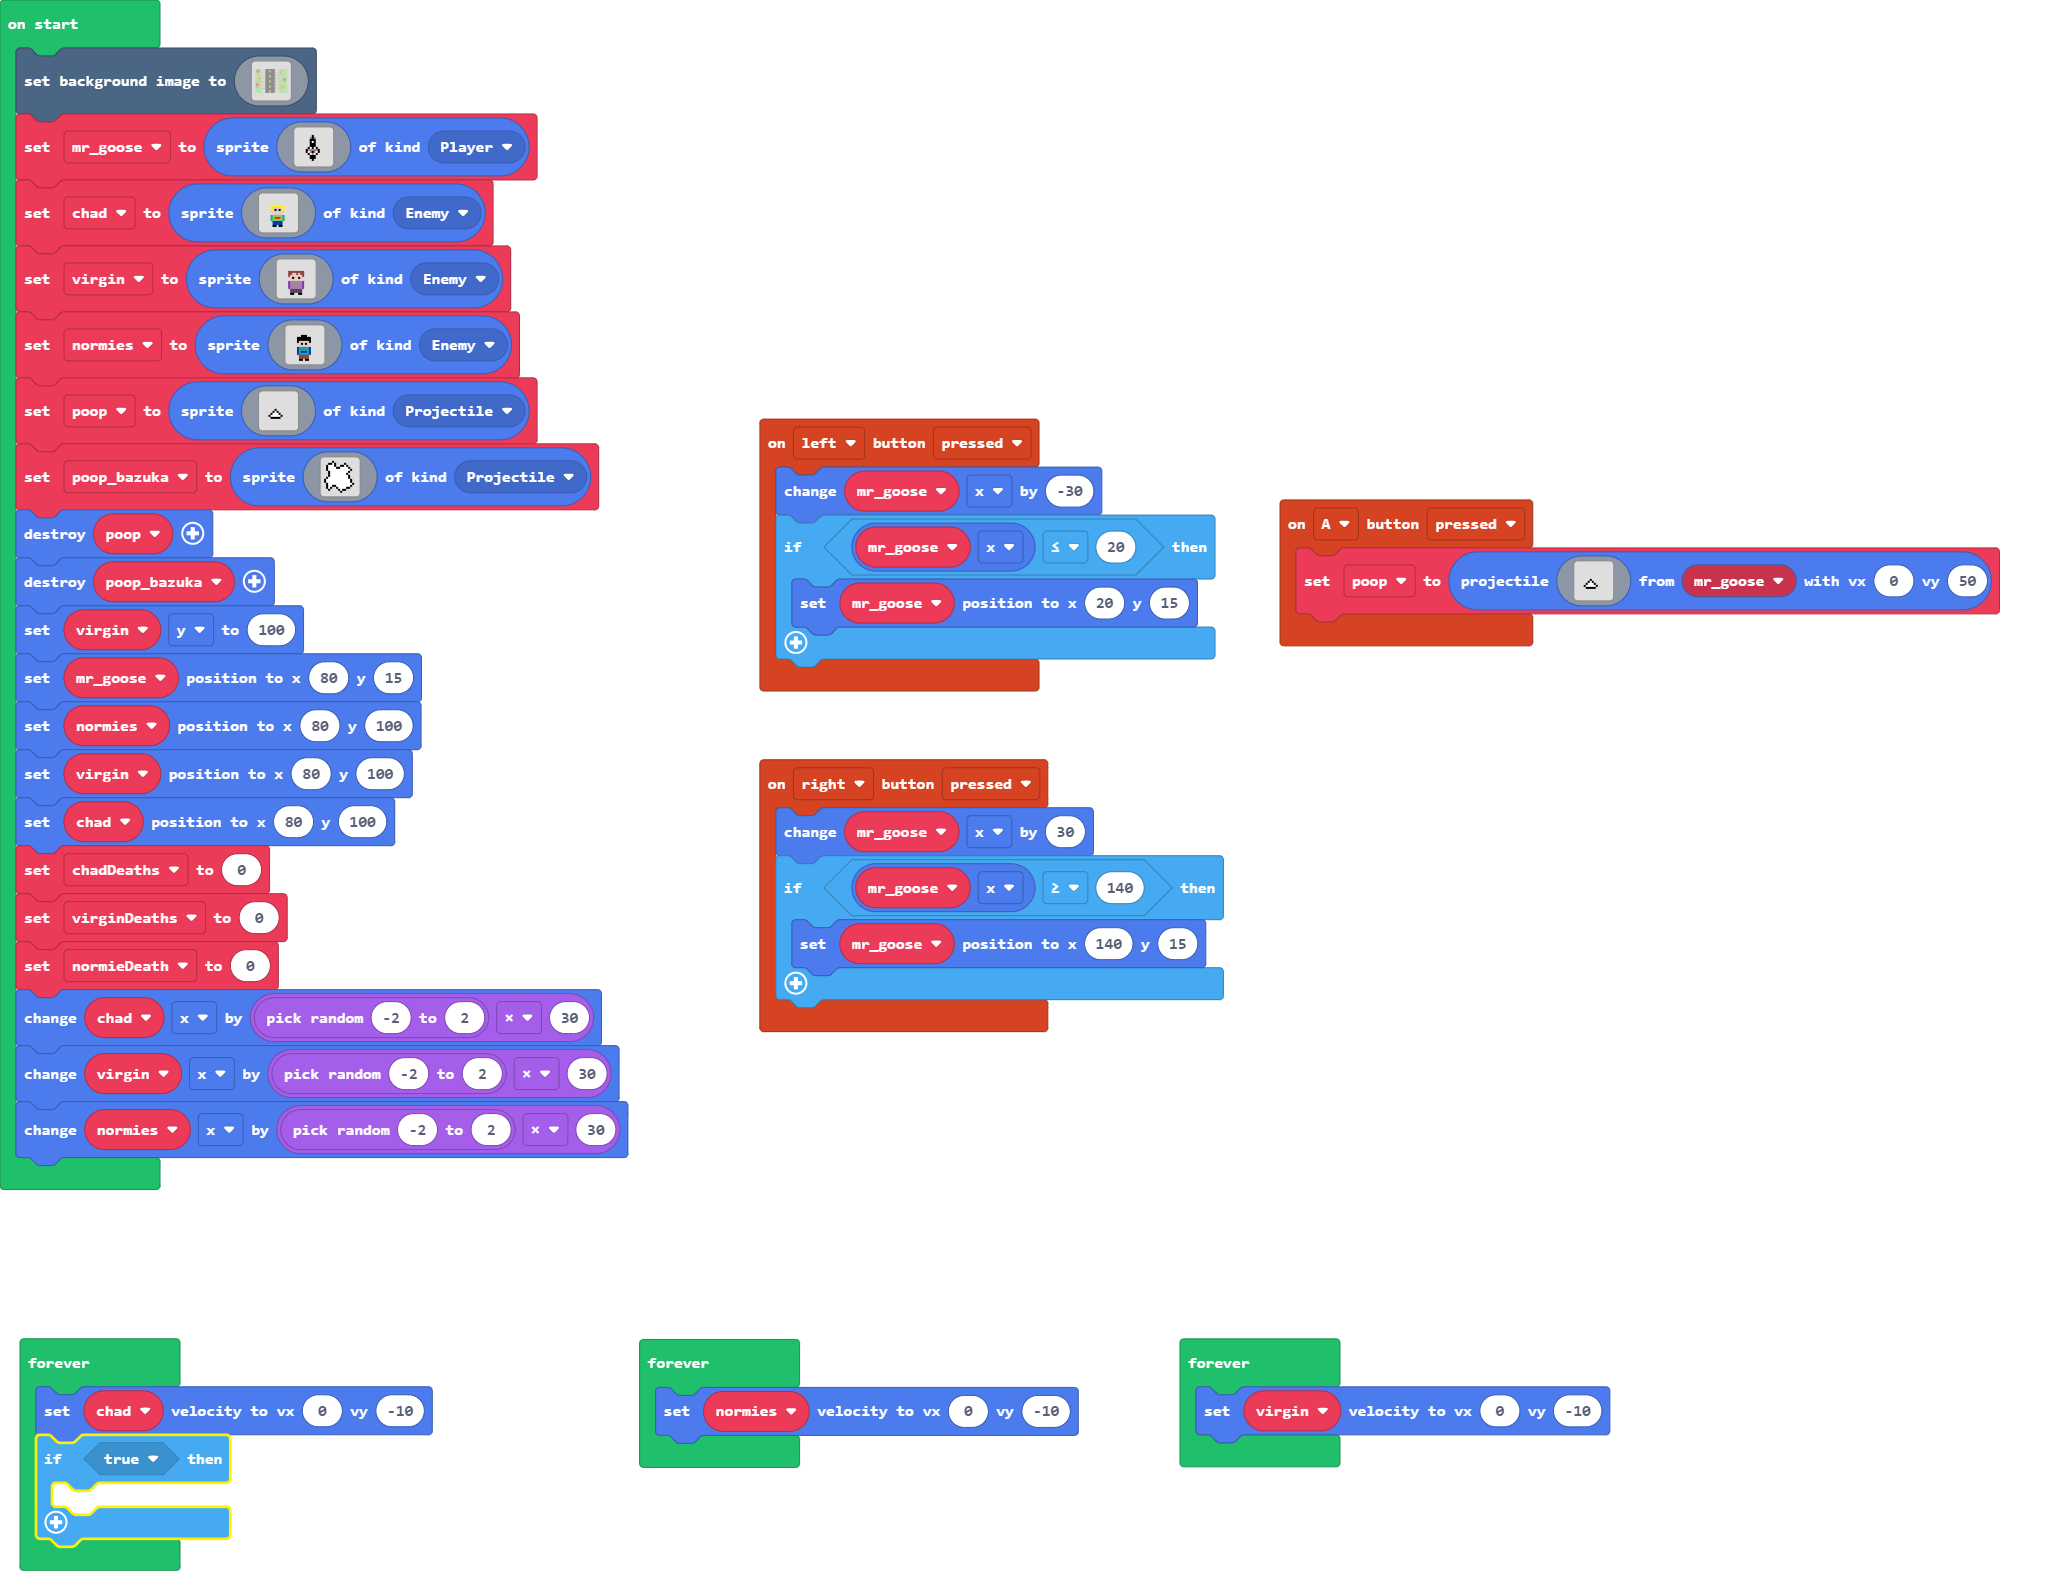 on start
set background image to
set mr_goose to sprite of kind Player
set chad to sprite of kind Enemy
set virgin to sprite of kind Enemy
set normies to sprite of kind Enemy
set poop to sprite of kind Projectile
set poop_bazuka to sprite of kind Projectile
destroy poop
destroy poop_bazuka
set virgin y to 100
set mr_goose position to x 80 y 15
set normies position to x 80 y 100
set virgin position to x 80 y 100
set chad position to x 80 y 100
set chadDeaths to 0
set virginDeaths to 0
set normieDeath to 0
change chad x by pick random -2 to 2 × 30
change virgin x by pick random -2 to 2 × 30
change normies x by pick random -2 to 2 × 30
on left button pressed
change mr_goose x by -30
if mr_goose x ≤ 20 then
set mr_goose position to x 20 y 15
on right button pressed
change mr_goose x by 30
if mr_goose x ≥ 140 then
set mr_goose position to x 140 y 15
on A button pressed
set poop to projectile from mr_goose with vx 0 vy 50
forever
set chad velocity to vx 0 vy -10
if true then
forever
set normies velocity to vx 0 vy -10
forever
set virgin velocity to vx 0 vy -10